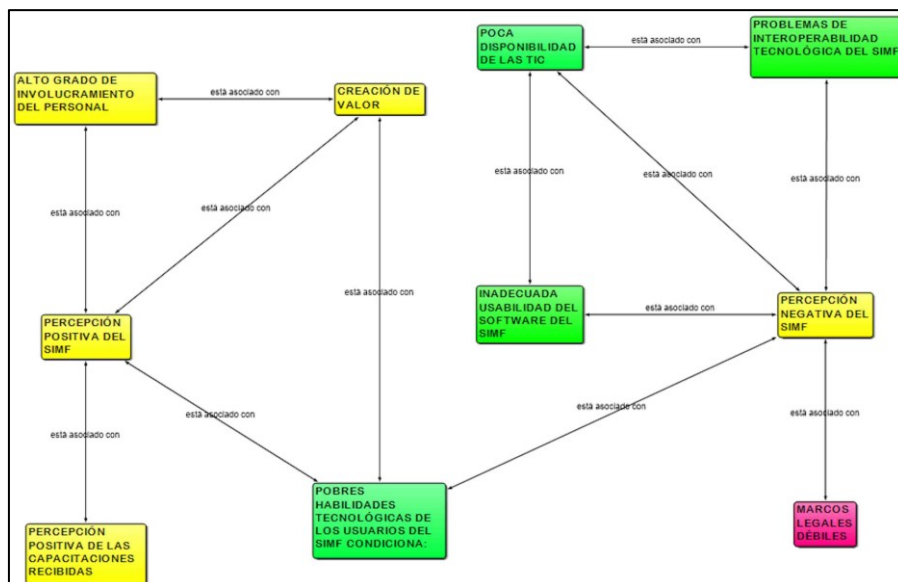 POCA
DISPONIBILIDAD
DE LAS TIC
está asociado con
PROBLEMAS DE
INTEROPERABILIDAD
TECNOLÓGICA DEL SIMF
ALTO GRADO DE
INVOLUCRAMIENTO
DEL PERSONAL
está asociado con
CREACIÓN DE
VALOR
está asociado con
está asociado con
está asociado con
está asociado con
está asociado con
está asociado con
PERCEPCIÓN
POSITIVA DEL
SIMF
INADECUADA
USABILIDAD DEL
SOFTWARE DEL
SIMF
está asociado con
PERCEPCIÓN
NEGATIVA DEL
SIMF
está asociado con
está asociado con
está asociado con
está asociado con
POBRES
HABILIDADES
TECNOLÓGICAS DE
LOS USUARIOS DEL
SIMF CONDICIONA:
MARCOS
LEGALES
DÉBILES
PERCEPCIÓN
POSITIVA DE LAS
CAPACITACIONES
RECIBIDAS